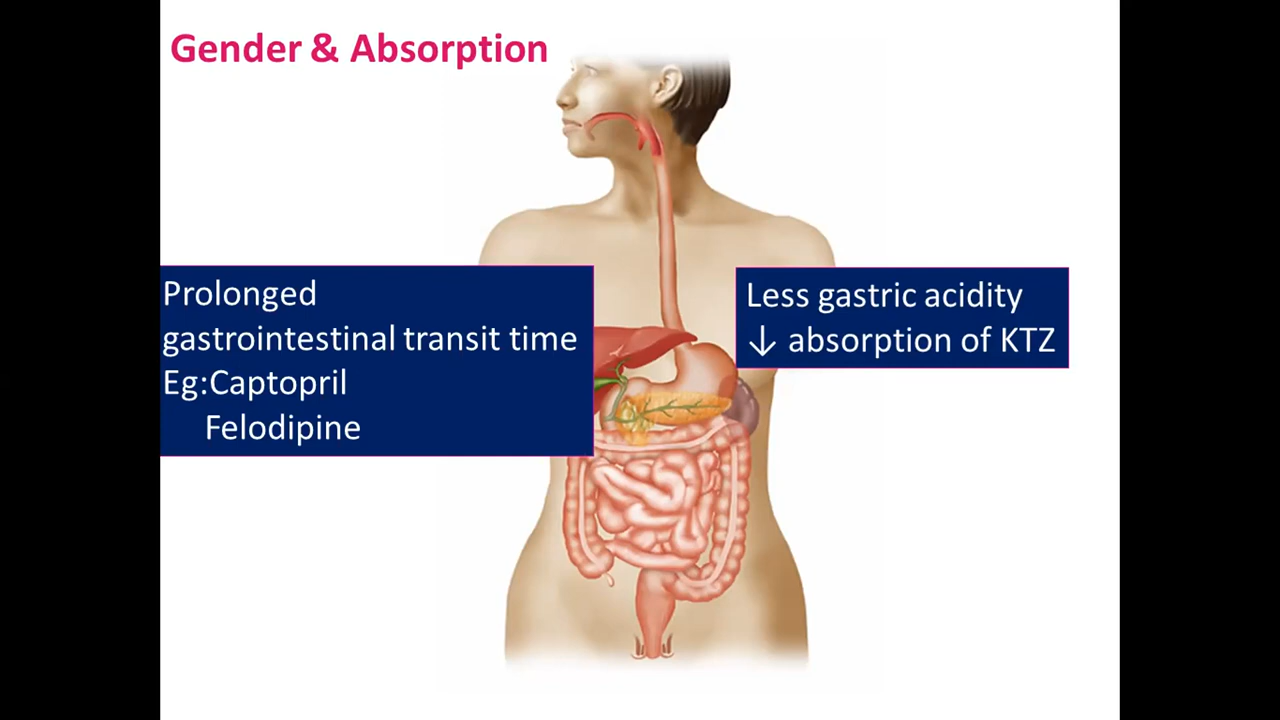 Gender & Absorption
Prolonged
gastrointestinal transit time
Eg:Captopril
Felodipine
Less gastric acidity
↓ absorption of KTZ